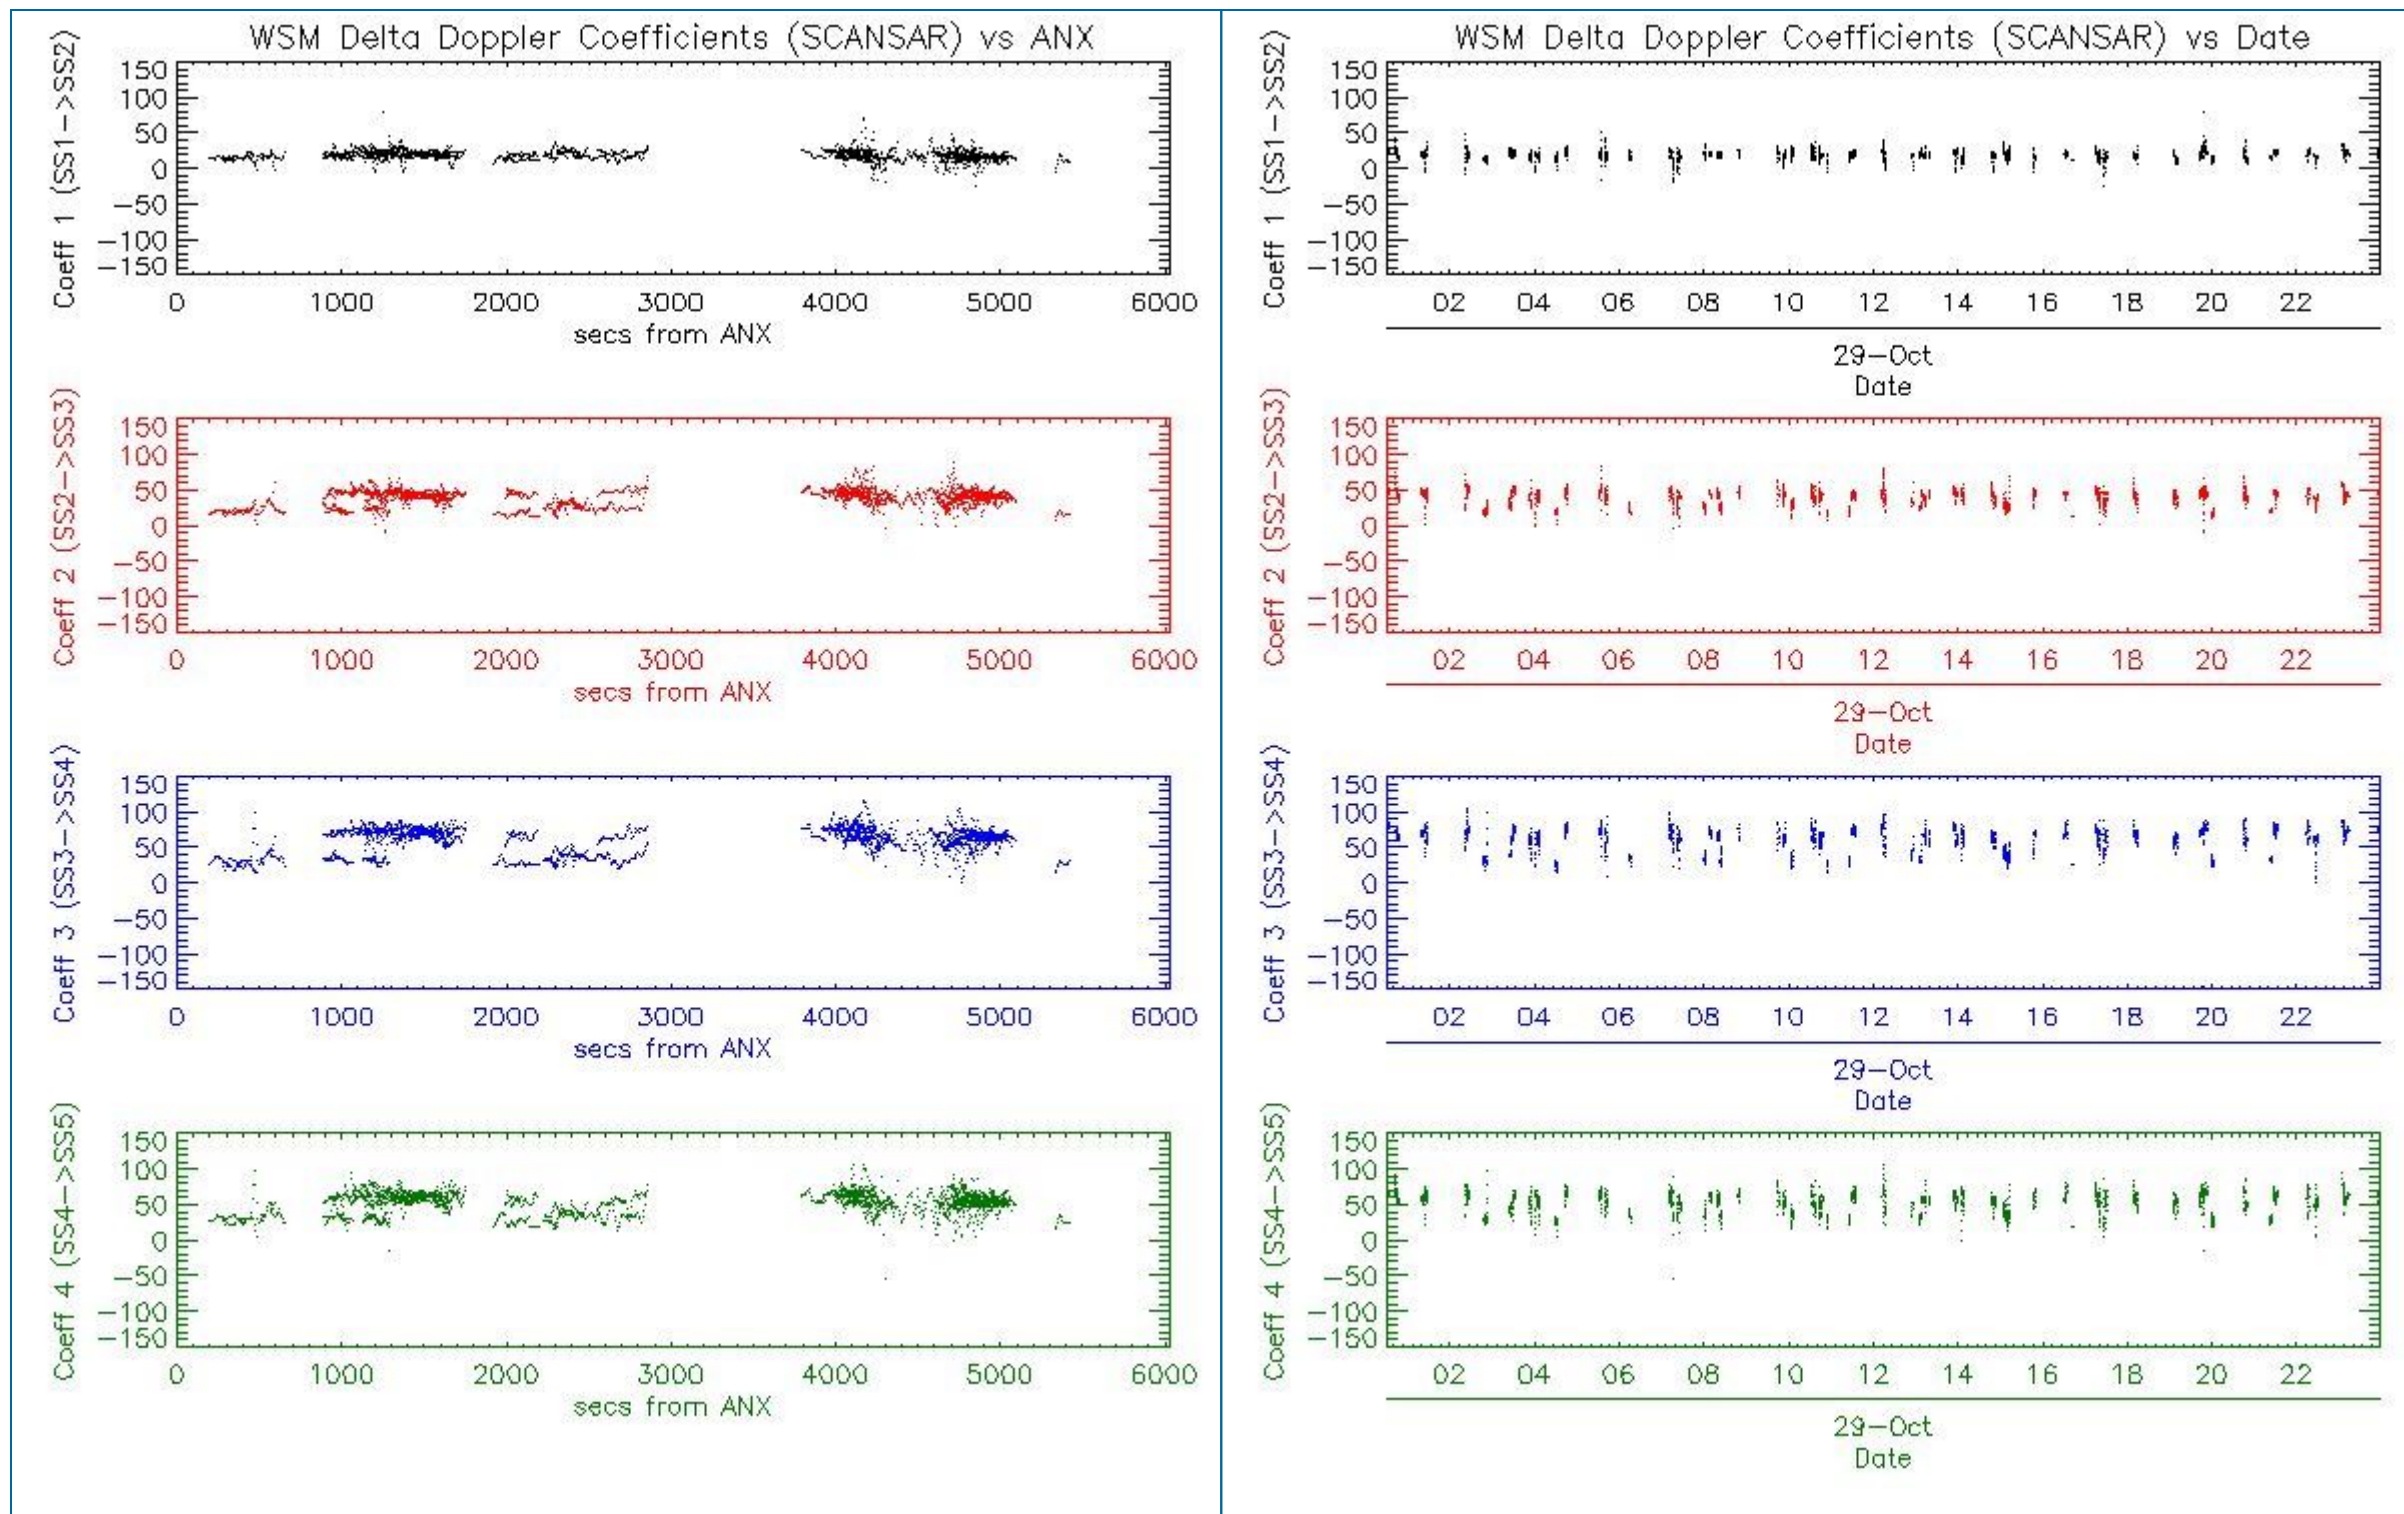 WSM Delta Doppler Coefficients (SCANSAR) vs ANX
Coeff 1 (SS1->SS2)
150
100
50
0
-50
-100
-150
0 1000 2000 3000 4000 5000 6000
secs from ANX
Coeff 2 (SS2->SS3)
150
100
50
0
-50
-100
-150
0 1000 2000 3000 4000 5000 6000
secs from ANX
Coeff 3 (SS3->SS4)
150
100
50
0
-50
-100
-150
0 1000 2000 3000 4000 5000 6000
secs from ANX
Coeff 4 (SS4->SS5)
150
100
50
0
-50
-100
-150
0 1000 2000 3000 4000 5000 6000
secs from ANX
WSM Delta Doppler Coefficients (SCANSAR) vs Date
Coeff 1 (SS1->SS2)
150
100
50
0
-50
-100
-150
02 04 06 08 10 12 14 16 18 20 22
29-Oct
Date
Coeff 2 (SS2->SS3)
150
100
50
0
-50
-100
-150
02 04 06 08 10 12 14 16 18 20 22
29-Oct
Date
Coeff 3 (SS3->SS4)
150
100
50
0
-50
-100
-150
02 04 06 08 10 12 14 16 18 20 22
29-Oct
Date
Coeff 4 (SS4->SS5)
150
100
50
0
-50
-100
-150
02 04 06 08 10 12 14 16 18 20 22
29-Oct
Date